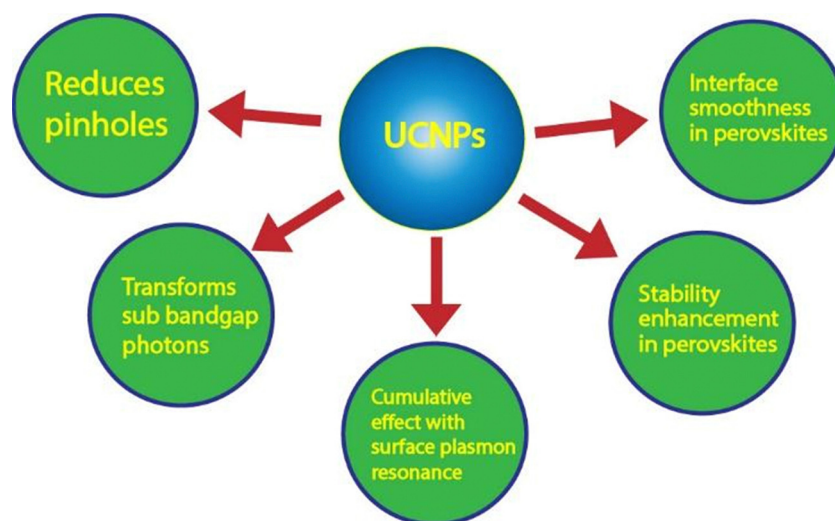 Reduces
pinholes
UCNPs
Interface
smoothness
in perovskites
Transforms
sub bandgap
photons
Stability
enhancement
in perovskites
Cumulative
effect with
surface plasmon
resonance